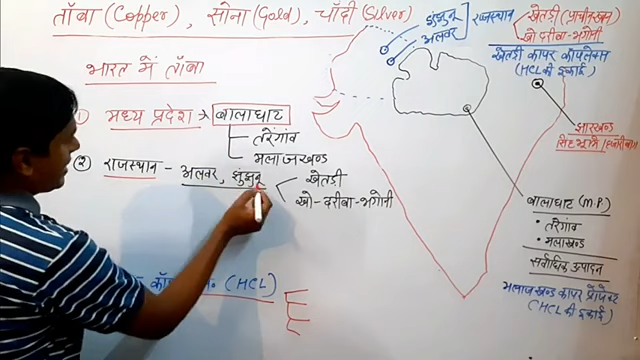 ताँबा (Copper), सोना (Gold), चाँदी (Silver)
भारत में ताँबा
① मध्य प्रदेश → बालाघाट
तरेगांव
मलाजखण्ड
② राजस्थान - अलवर, झुंझुनू
खेतड़ी
खो-दरीबा-भगोनी
(HCL)
झुंझुनू
अलवर
राजस्थान
खेतड़ी (प्राचीनतम)
खो दरीबा-भगोनी
खेतड़ी कापर काॅम्प्लेक्स
(HCL की इकाई)
झारखण्ड
सिंहभूमि
बालाघाट (M.P.)
• तरेगांव
• मलाखण्ड
सर्वाधिक उत्पादन
मलाजखण्ड कापर प्रोजेक्ट
(HCL की इकाई)